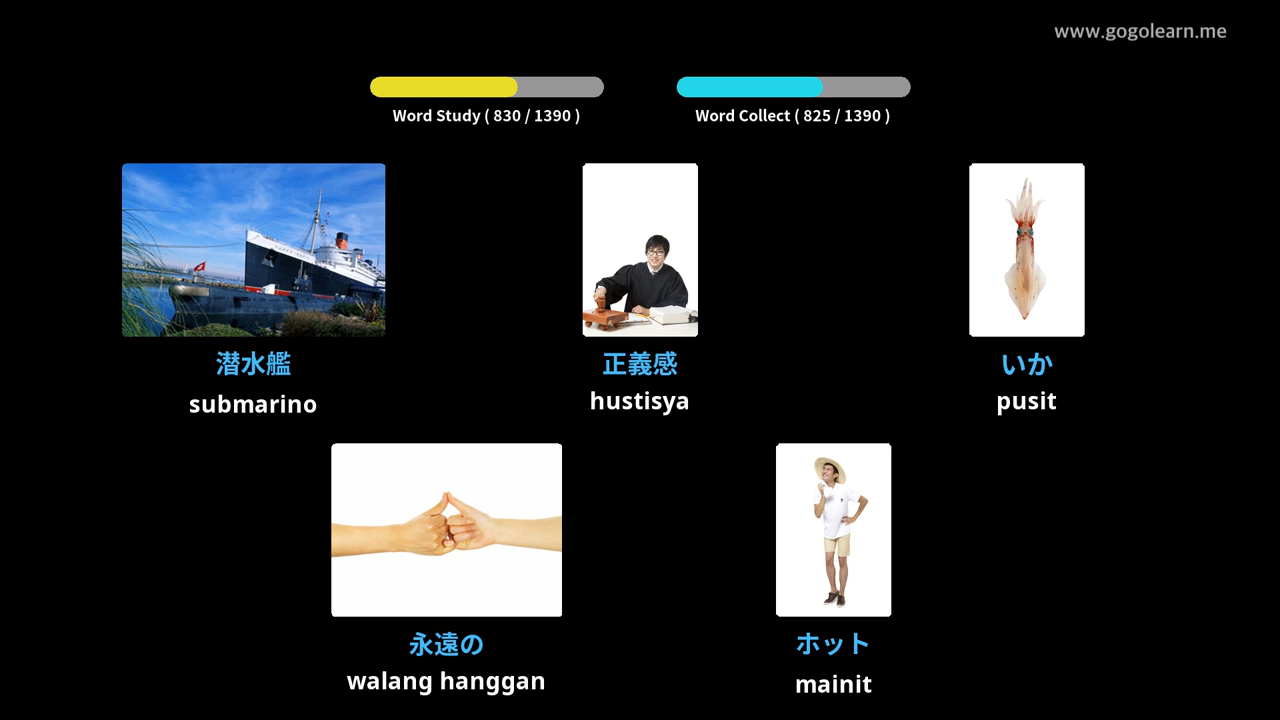 www.gogolearn.me
Word Study ( 830 / 1390 )
Word Collect ( 825 / 1390 )
潜水艦
submarino
正義感
hustisya
いか
pusit
永遠の
walang hanggan
ホット
mainit